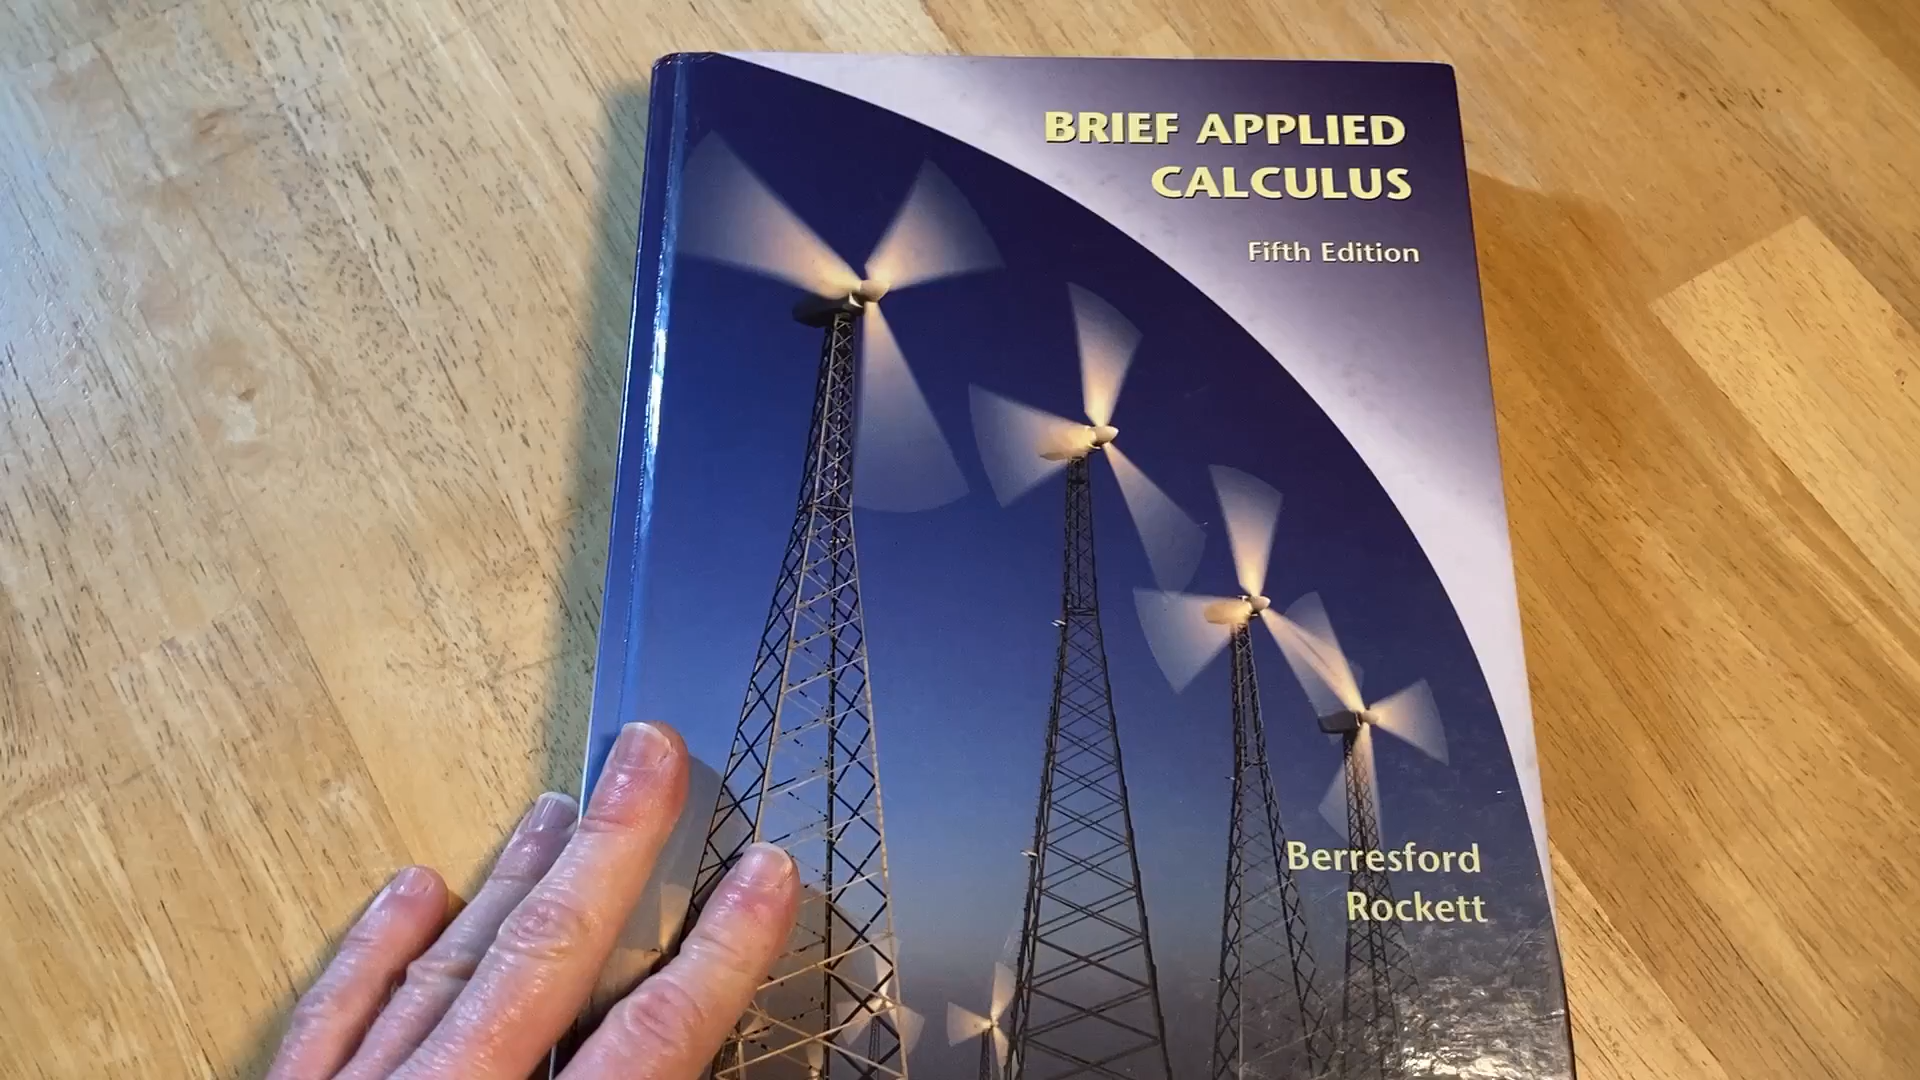 BRIEF APPLIED
CALCULUS
Fifth Edition
Berresford
Rockett